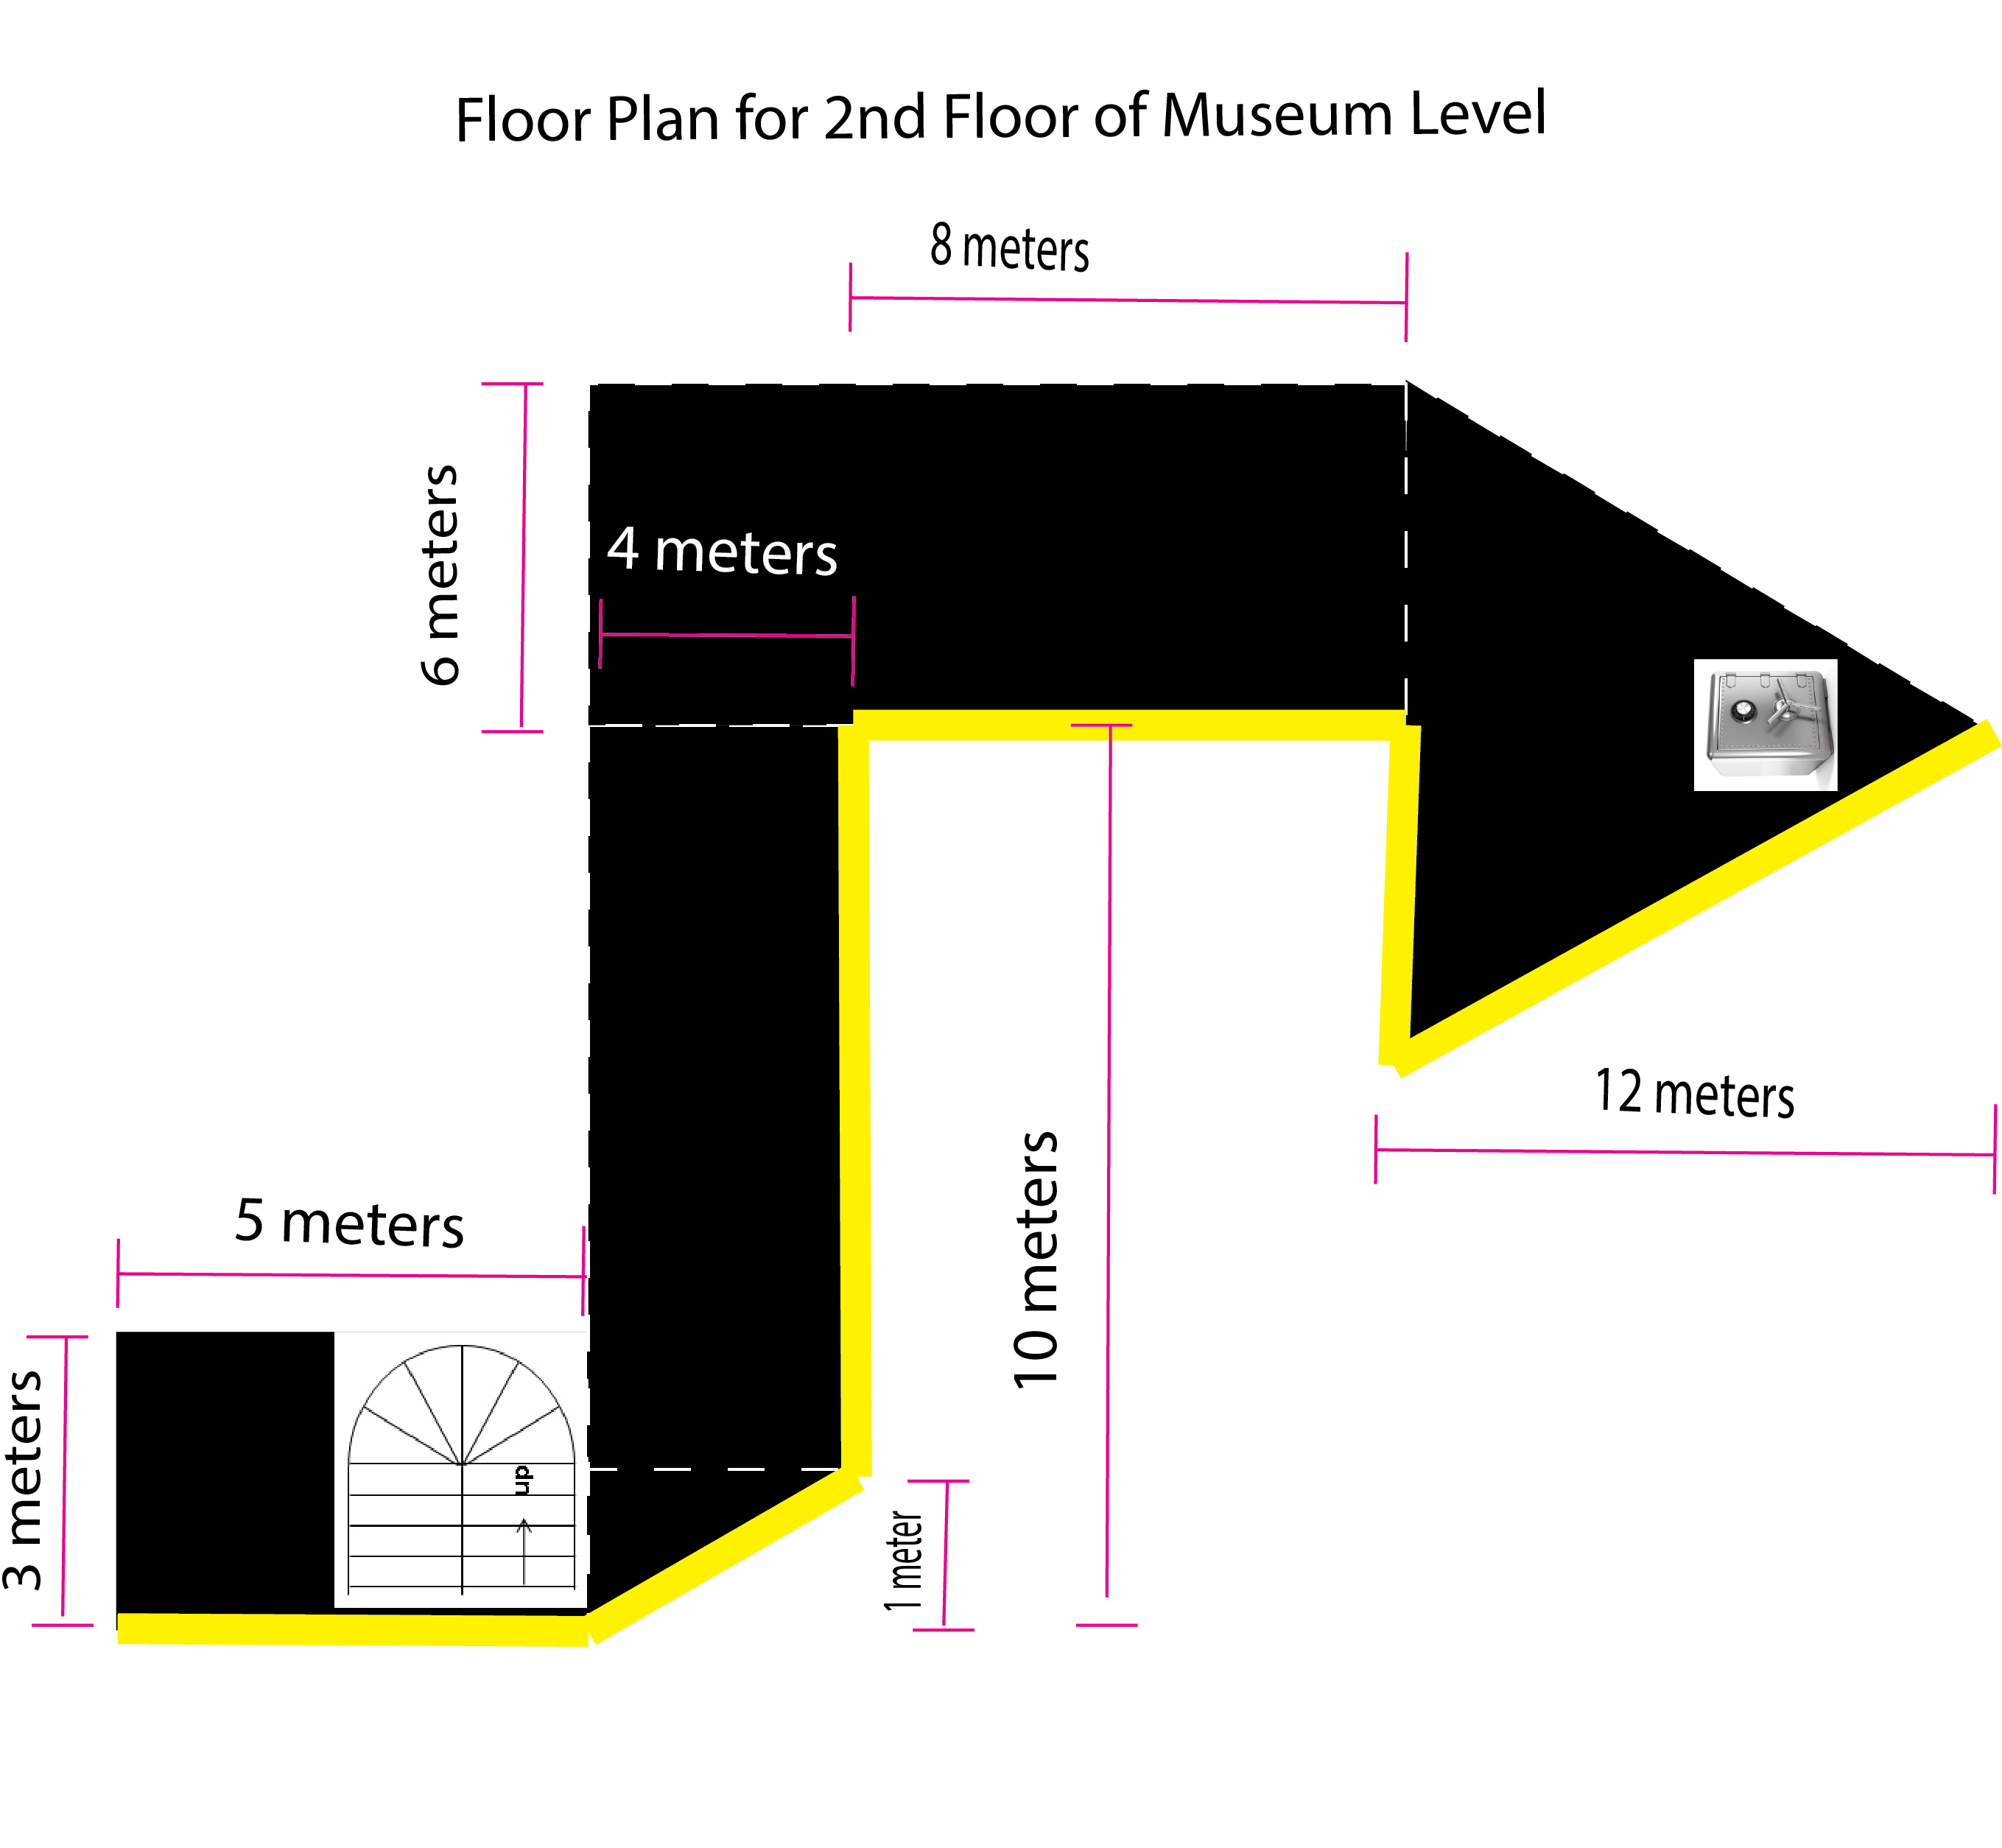 Floor Plan for 2nd Floor of Museum Level
8 meters
6 meters
4 meters
12 meters
10 meters
5 meters
3 meters
up
1 meter